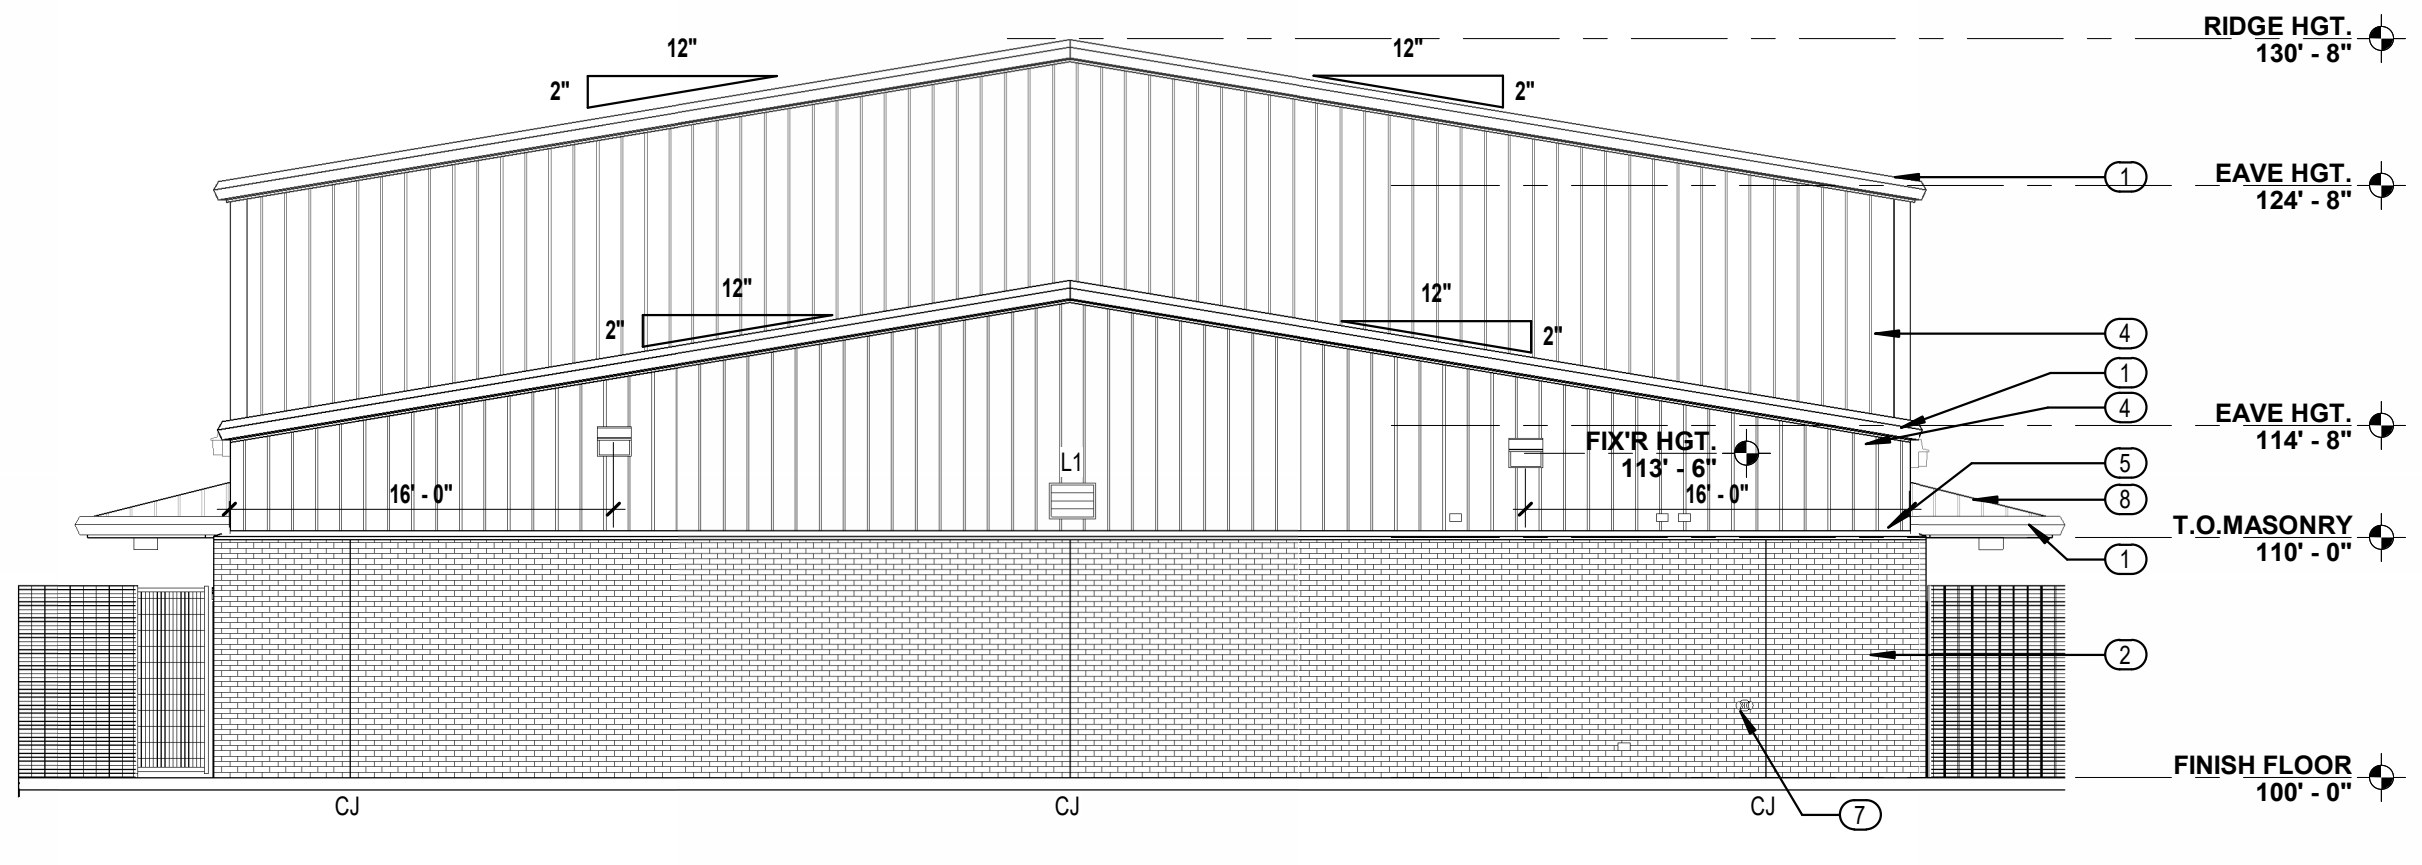 RIDGE HGT.
130' - 8"
12"
2"
12"
2"
EAVE HGT.
124' - 8"
1
12"
2"
12"
2"
4
1
4
EAVE HGT.
114' - 8"
FIX'R HGT.
113' - 6"
L1
5
16' - 0"
16' - 0"
8
T.O.MASONRY
110' - 0"
1
2
FINISH FLOOR
100' - 0"
CJ
CJ
CJ
7